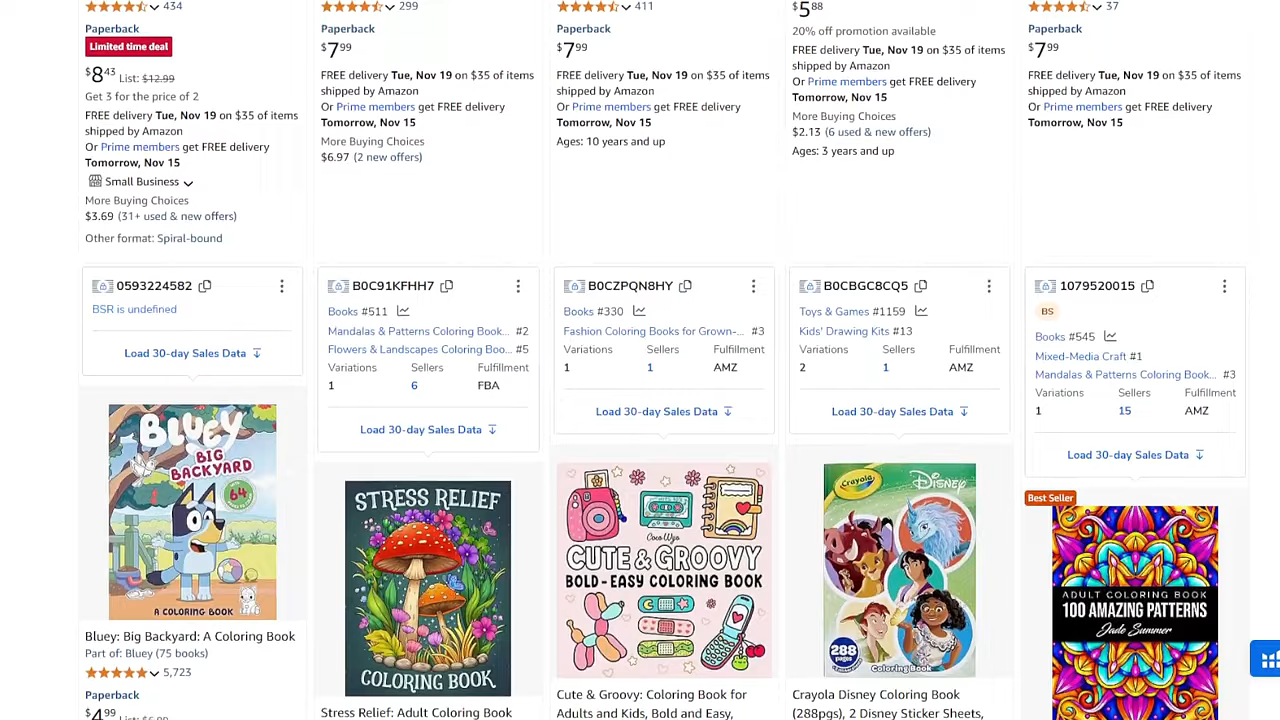 434
Paperback
Limited time deal
$8 43 List: $12.99
Get 3 for the price of 2
FREE delivery Tue, Nov 19 on $35 of items
shipped by Amazon
Or Prime members get FREE delivery
Tomorrow, Nov 15
Small Business
More Buying Choices
$3.69 (31+ used & new offers)
Other format: Spiral-bound
299
Paperback
$7 99
FREE delivery Tue, Nov 19 on $35 of items
shipped by Amazon
Or Prime members get FREE delivery
Tomorrow, Nov 15
More Buying Choices
$6.97 (2 new offers)
411
Paperback
$7 99
FREE delivery Tue, Nov 19 on $35 of items
shipped by Amazon
Or Prime members get FREE delivery
Tomorrow, Nov 15
Ages: 10 years and up
$5 88
20% off promotion available
FREE delivery Tue, Nov 19 on $35 of items
shipped by Amazon
Or Prime members get FREE delivery
Tomorrow, Nov 15
More Buying Choices
$2.13 (6 used & new offers)
Ages: 3 years and up
37
Paperback
$7 99
FREE delivery Tue, Nov 19 on $35 of items
shipped by Amazon
Or Prime members get FREE delivery
Tomorrow, Nov 15
0593224582
BSR is undefined
Load 30-day Sales Data
BLUEY
BIG
BACKYARD
64
A COLORING BOOK
Bluey: Big Backyard: A Coloring Book
Part of: Bluey (75 books)
5,723
Paperback
$4 99 List: $6.99
B0C91KFHH7
Books #511
Mandalas & Patterns Coloring Book... #2
Flowers & Landscapes Coloring Boo... #5
Variations Sellers Fulfillment
1 6 FBA
Load 30-day Sales Data
STRESS RELIEF
COLORING BOOK
Stress Relief: Adult Coloring Book
B0CZPQN8HY
Books #330
Fashion Coloring Books for Grown-... #3
Variations Sellers Fulfillment
1 1 AMZ
Load 30-day Sales Data
Coco Wyo
CUTE & GROOVY
BOLD - EASY COLORING BOOK
Cute & Groovy: Coloring Book for
Adults and Kids, Bold and Easy,
B0CBGC8CQ5
Toys & Games #1159
Kids' Drawing Kits #13
Variations Sellers Fulfillment
2 1 AMZ
Load 30-day Sales Data
Crayola
Disney
288
pages
Coloring Book
Crayola Disney Coloring Book
(288pgs), 2 Disney Sticker Sheets,
1079520015
BS
Books #545
Mixed-Media Craft #1
Mandalas & Patterns Coloring Book... #3
Variations Sellers Fulfillment
1 15 AMZ
Load 30-day Sales Data
Best Seller
ADULT COLORING BOOK
100 AMAZING PATTERNS
Jade Summer